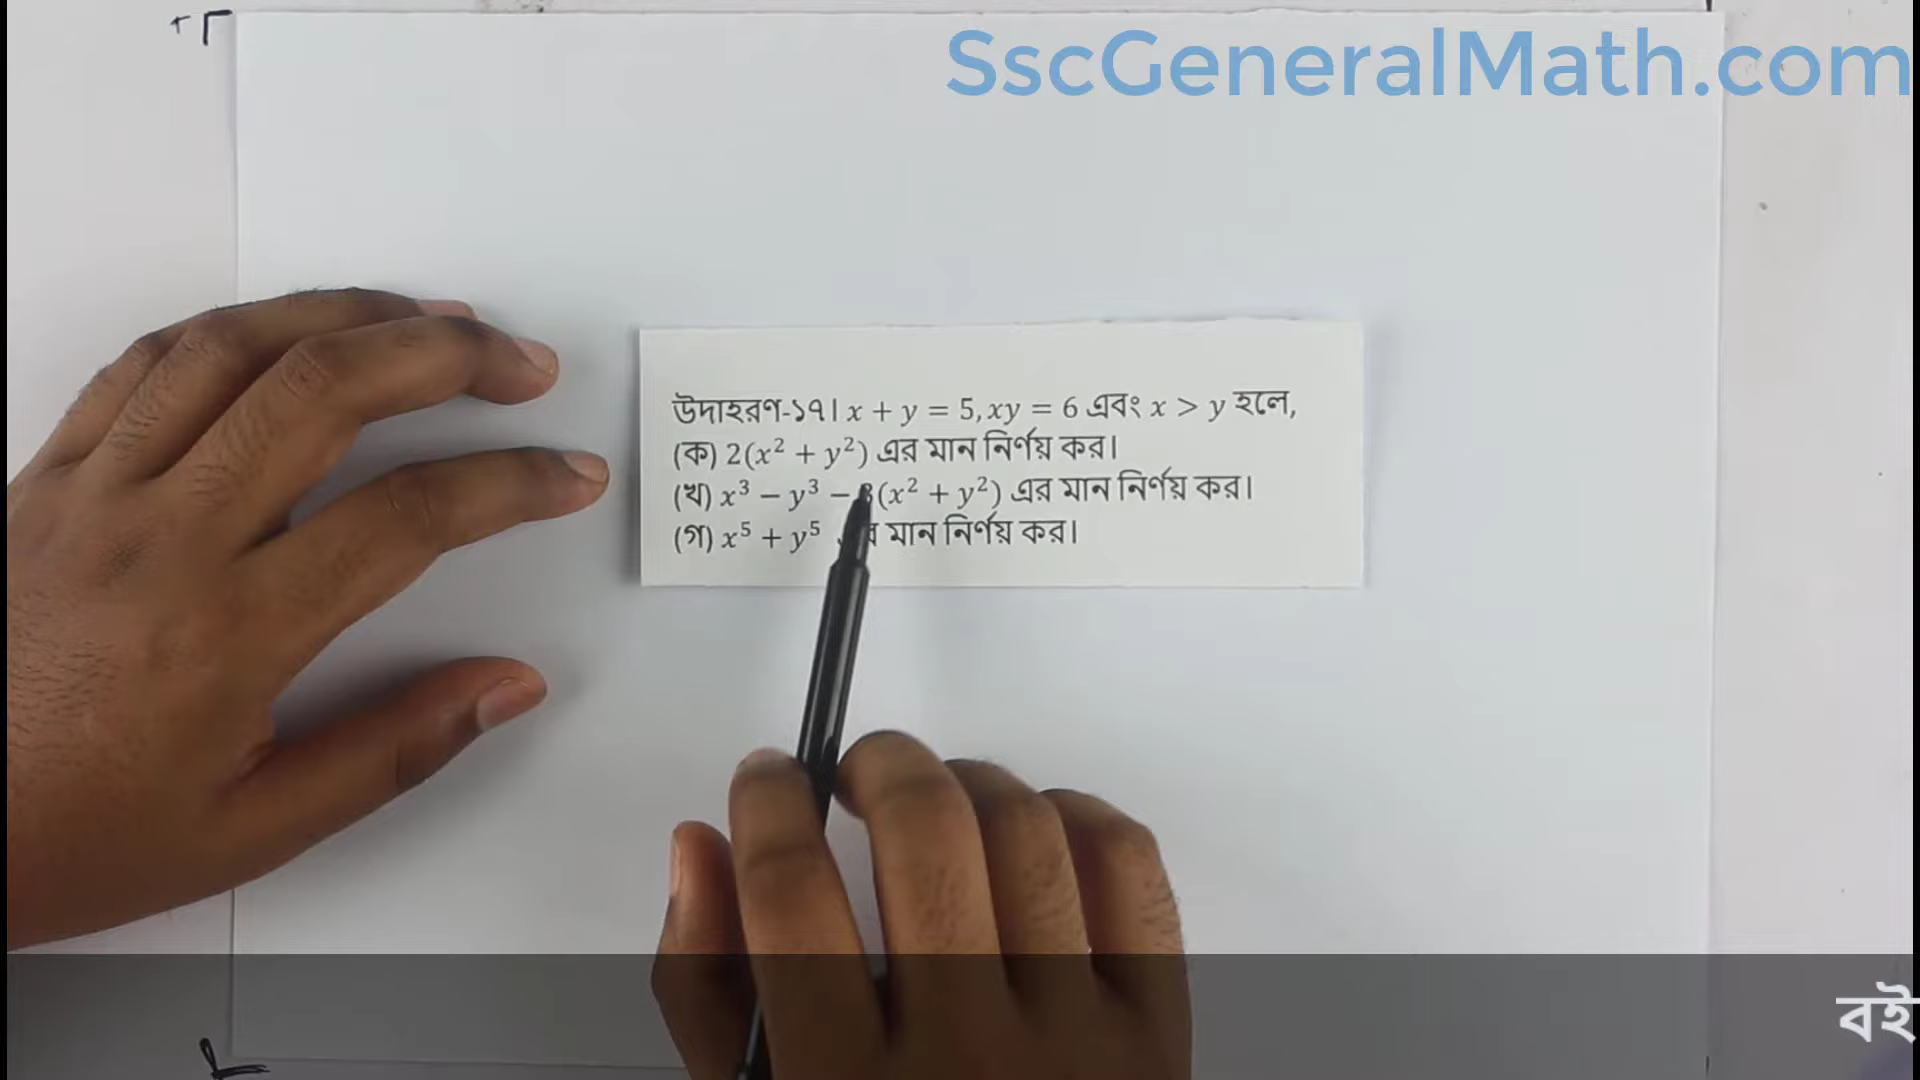 SscGeneralMath.com
উদাহরণ-১৭। x + y = 5, xy = 6 এবং x > y হলে,
(ক) 2(x² + y²) এর মান নির্ণয় কর।
(খ) x³ − y³ − (x² + y²) এর মান নির্ণয় কর।
(গ) x⁵ + y⁵ মান নির্ণয় কর।
বই